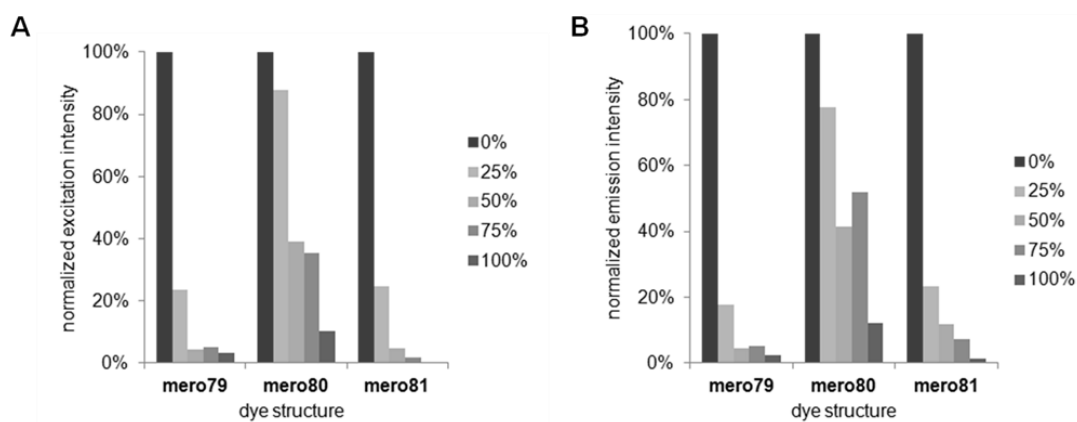 A
normalized excitation intensity
100%
80%
60%
40%
20%
0%
mero79 mero80 mero81
dye structure
0%
25%
50%
75%
100%
B
normalized emission intensity
100%
80%
60%
40%
20%
0%
mero79 mero80 mero81
dye structure
0%
25%
50%
75%
100%